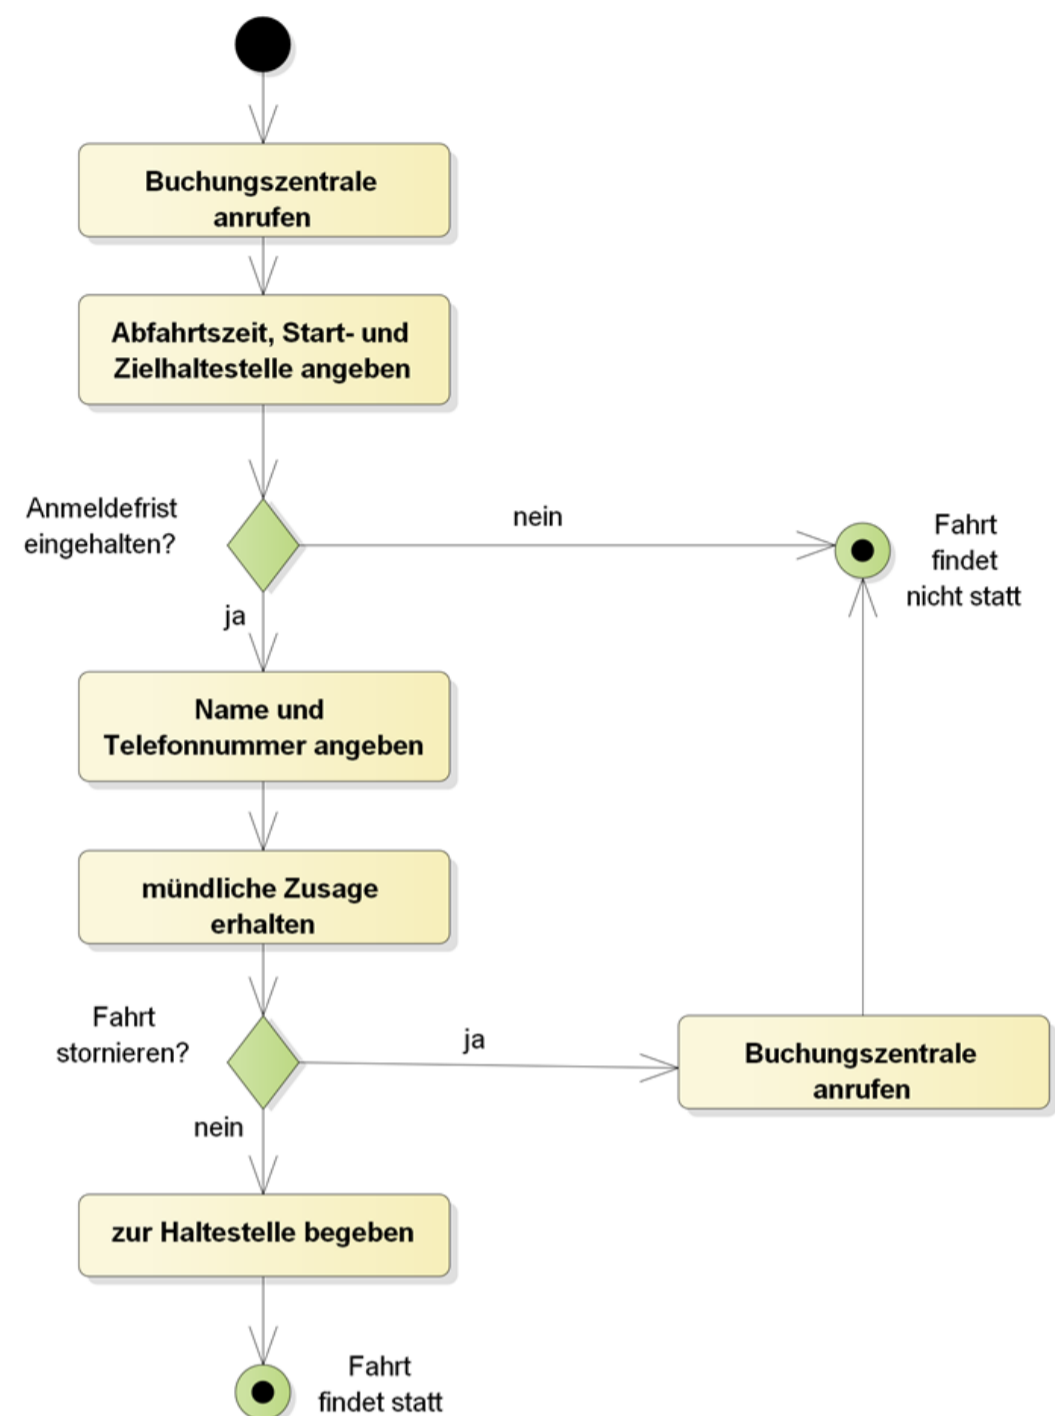 Buchungszentrale
anrufen
Abfahrtszeit, Start- und
Zielhaltestelle angeben
Anmeldefrist
eingehalten?
nein
Fahrt
findet
nicht statt
ja
Name und
Telefonnummer angeben
mündliche Zusage
erhalten
Fahrt
stornieren?
ja
Buchungszentrale
anrufen
nein
zur Haltestelle begeben
Fahrt
findet statt